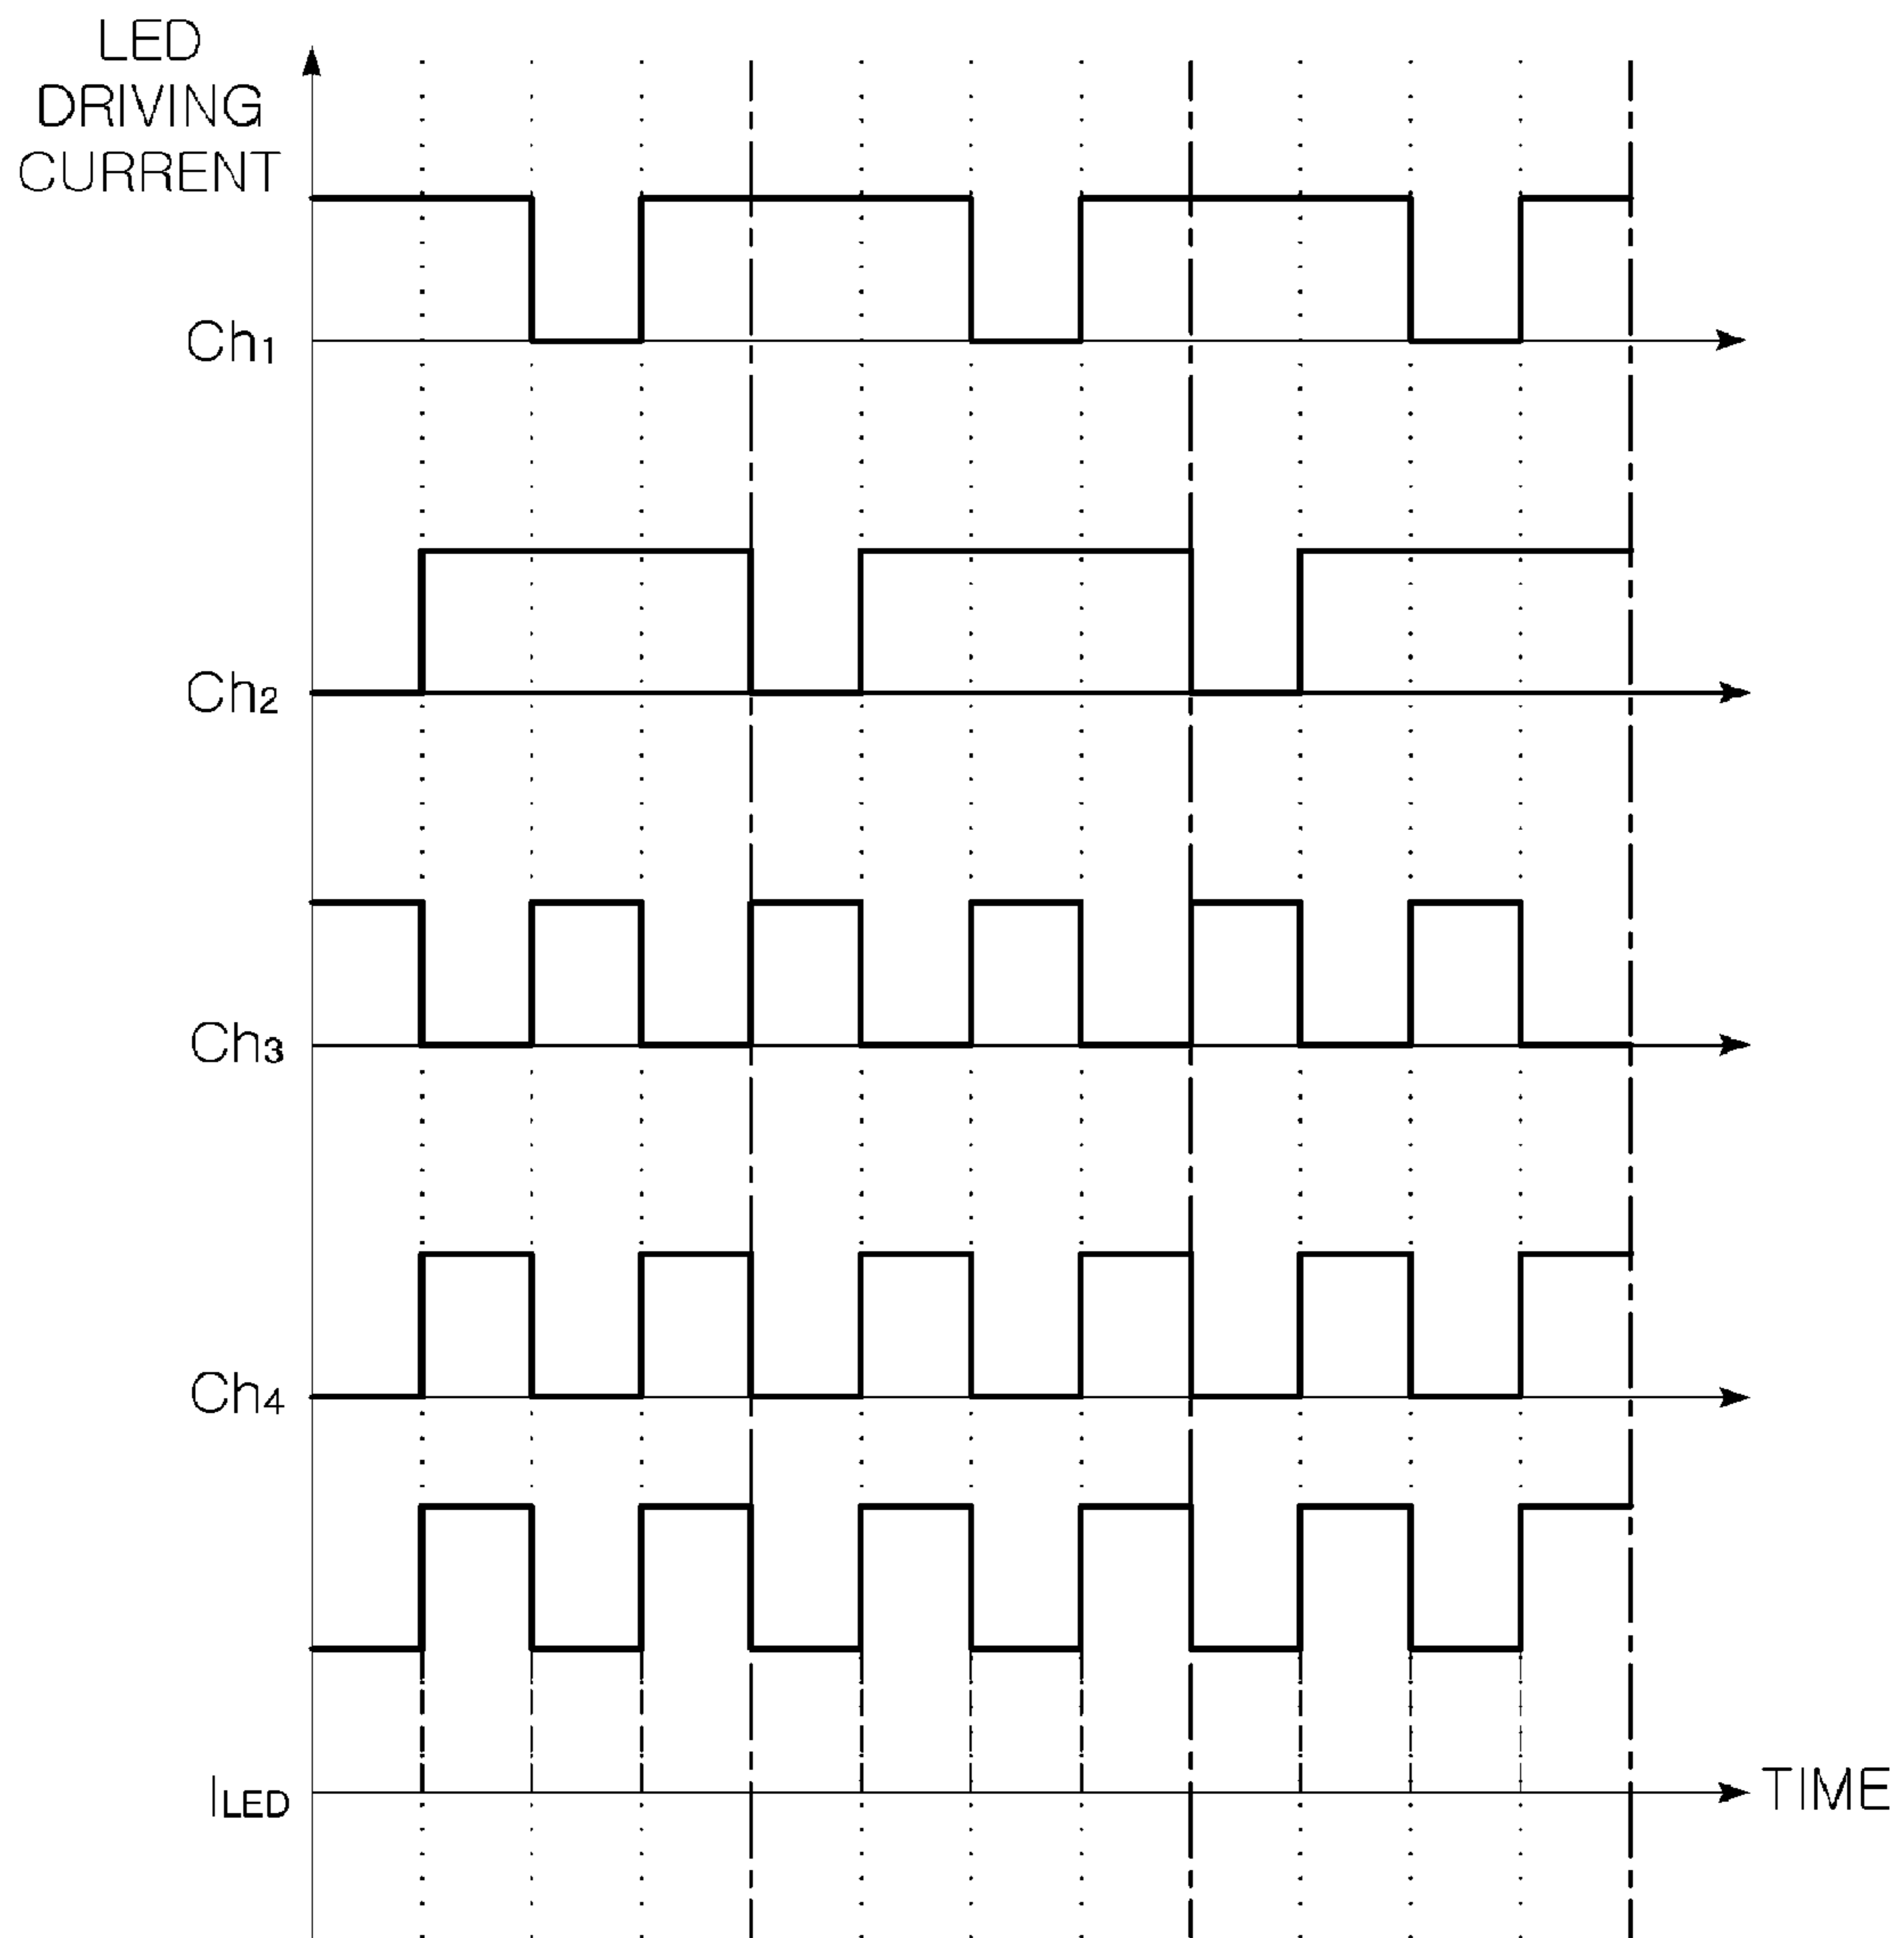 LED
DRIVING
CURRENT
Ch1
Ch2
Ch3
Ch4
ILED
TIME